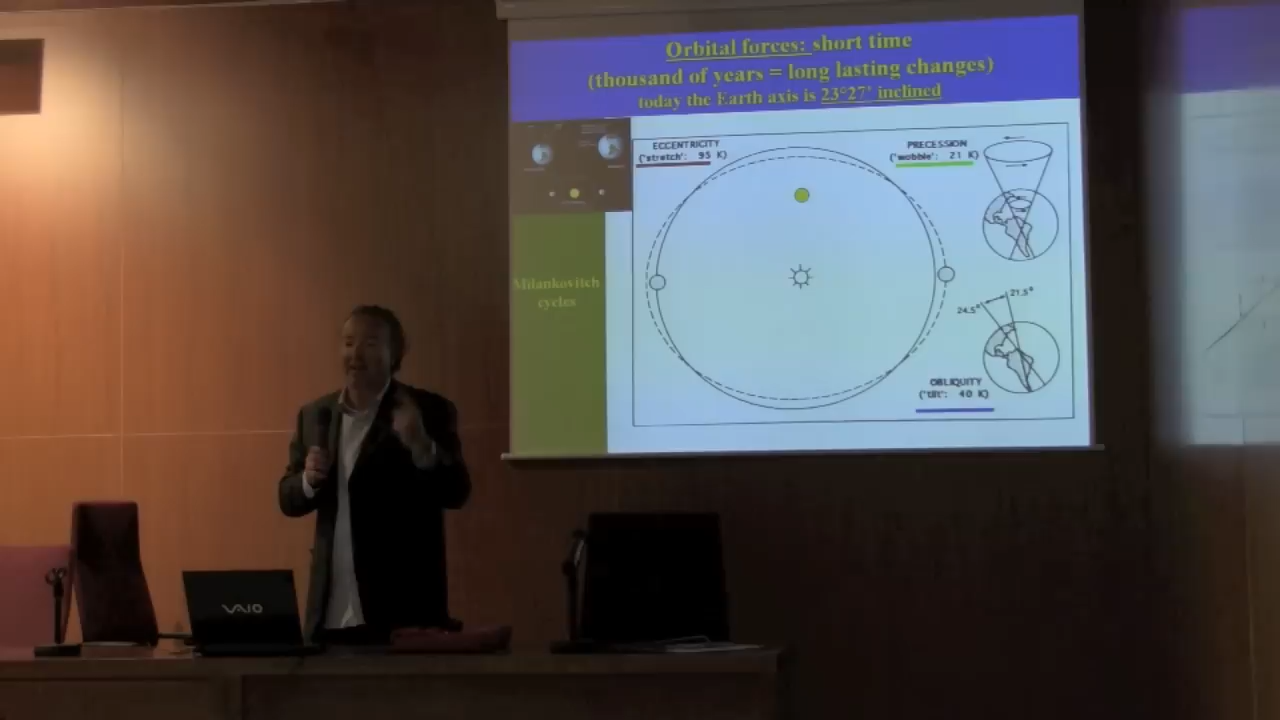 Orbital forces: short time
(thousand of years = long lasting changes)
today the Earth axis is 23°27' inclined
ECCENTRICITY
("stretch": 95 K)
PRECESSION
("wobble": 21 K)
Milankovitch
cycles
21.5°
24.5°
OBLIQUITY
("tilt": 40 K)
VAIO